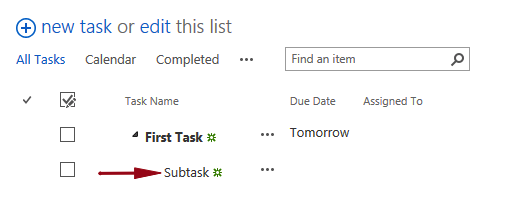 new task or edit this list
All Tasks Calendar Completed ••• Find an item
Task Name Due Date Assigned To
First Task ••• Tomorrow
Subtask •••